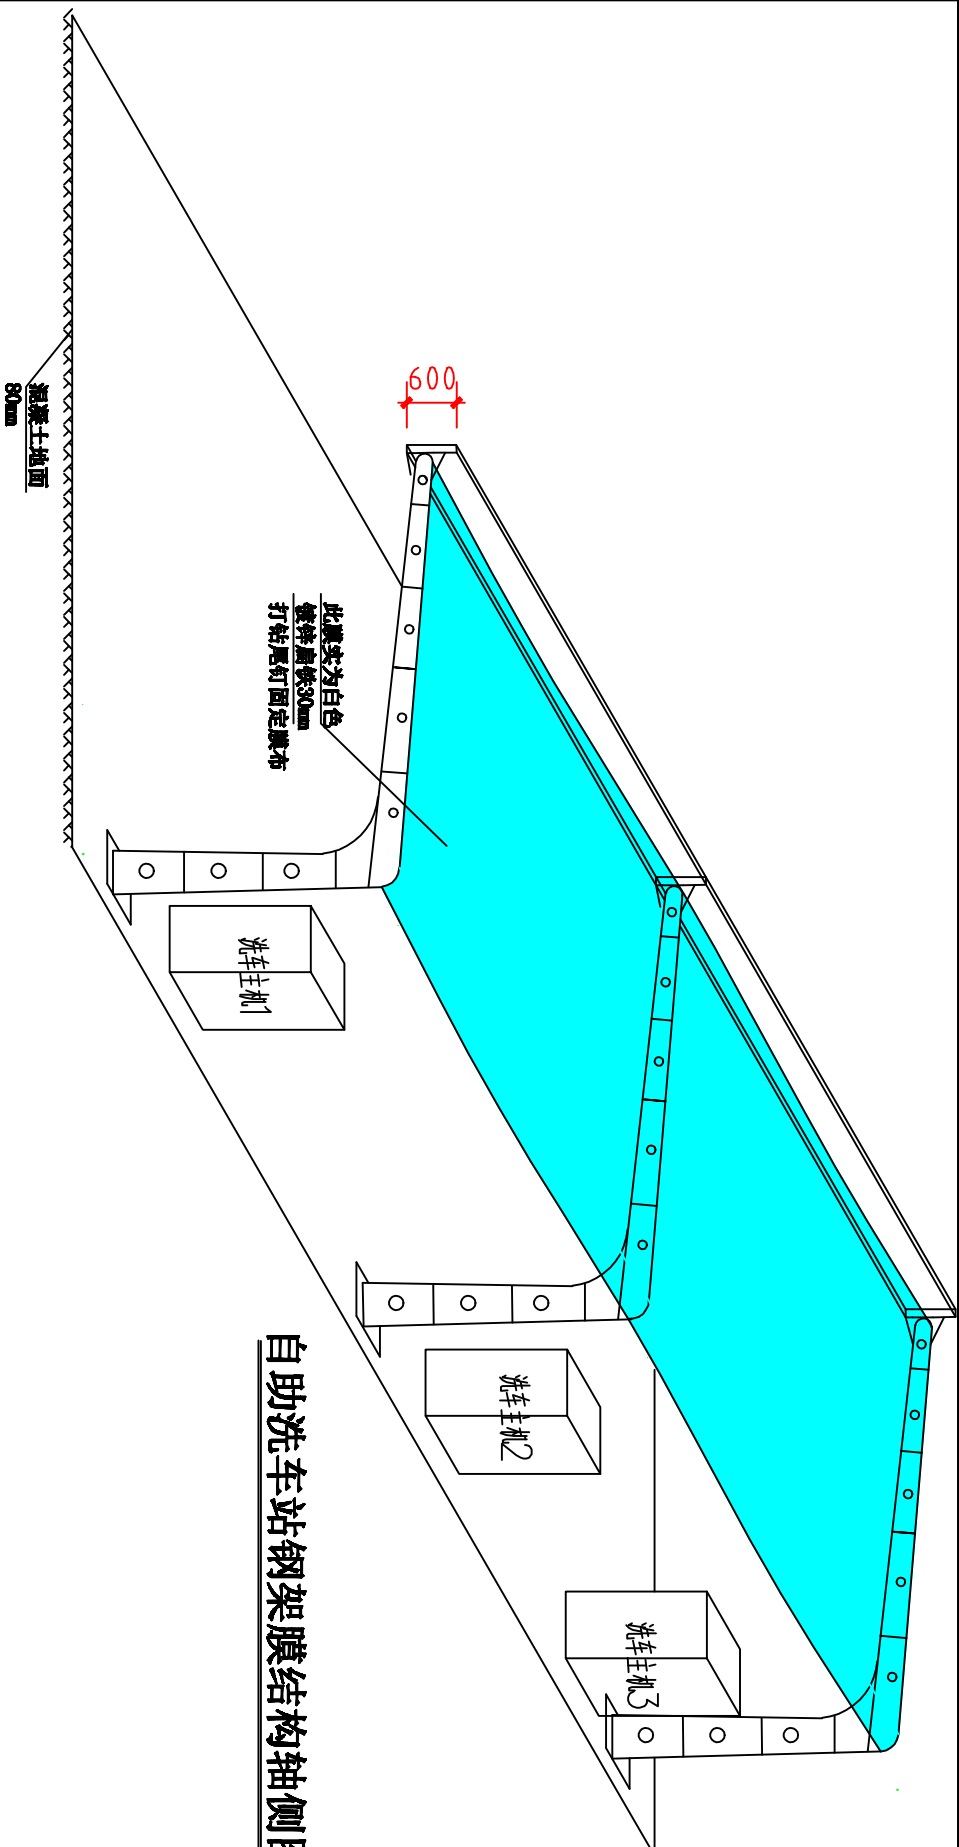 600
混凝土地面
80mm
此膜实为白色
镀锌扁铁30mm
打钻尾钉固定膜布
洗车主机1
洗车主机2
洗车主机3
自助洗车站钢架膜结构轴侧图